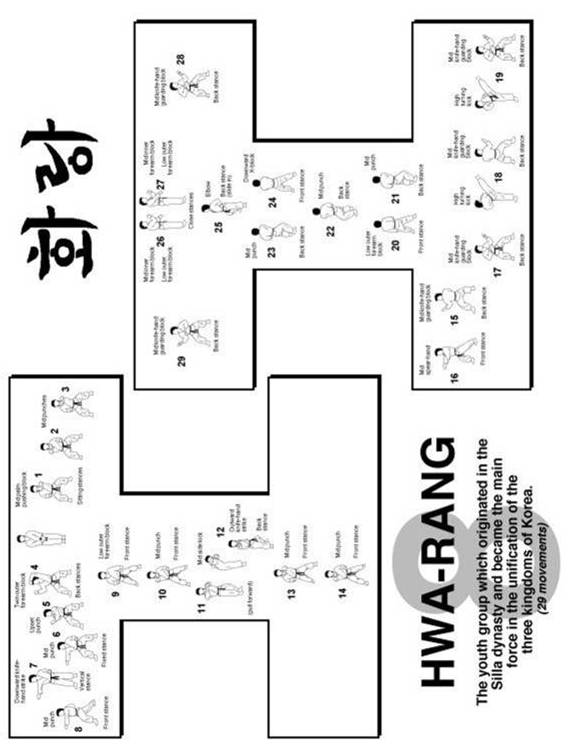 화랑
HWA-RANG
8
The youth group which originated in the
Silla dynasty and became the main
force in the unification of the
three kingdoms of Korea.
(29 movements)
Mid palm
pushing block
1
Sitting stances
Mid punches
2
3
Twin outer
forearm block
4
Back stances
Upset
punch
5
Mid
punch
6
Fixed stance
Downward knife-
hand strike
7
Vertical
stance
Mid
punch
8
Front stance
Low outer
forearm block
9
Front stance
Mid punch
10
Front stance
11
(pull forward)
Mid side kick
12
Outward
knife-hand
strike
Back
stance
Mid punch
13
Front stance
Mid punch
14
Front stance
Mid knife-hand
guarding block
15
Back stance
Mid
spear-hand
16
Front stance
Mid
knife-hand
guarding
block
17
Back stance
High
turning
kick
Mid
knife-hand
guarding
block
18
Back stance
High
turning
kick
Mid
knife-hand
guarding
block
19
Back stance
Low outer
forearm
block
20
Front stance
Mid
punch
21
Back stance
Mid punch
22
Back
stance
Mid
punch
23
Back stance
Downward
X-block
24
Front stance
Elbow
25
Back stance
(slide in)
Mid inner
forearm block
Low outer
forearm block
26
Close stances
Mid inner
forearm block
Low outer
forearm block
27
Mid knife-hand
guarding block
28
Back stance
Mid knife-hand
guarding block
29
Back stance